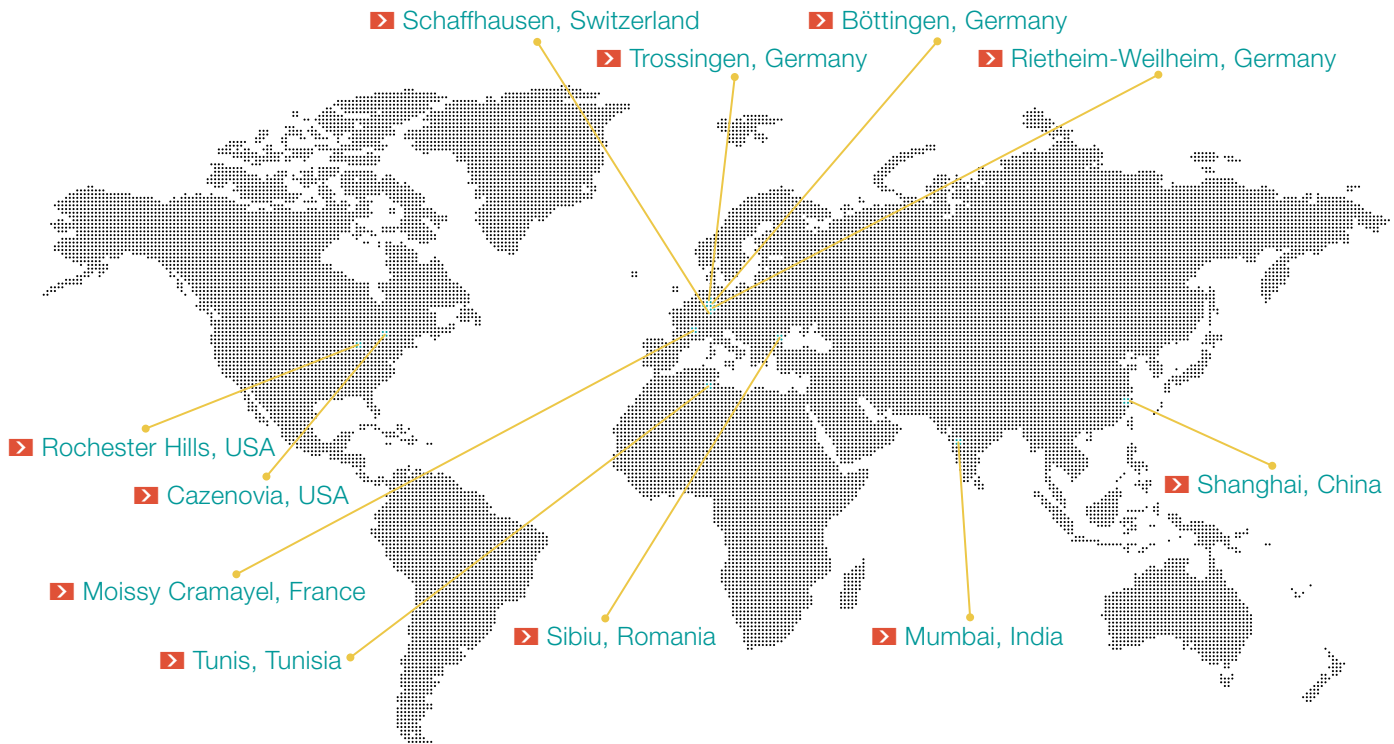 Schaffhausen, Switzerland
Böttingen, Germany
Trossingen, Germany
Rietheim-Weilheim, Germany
Rochester Hills, USA
Cazenovia, USA
Shanghai, China
Moissy Cramayel, France
Sibiu, Romania
Mumbai, India
Tunis, Tunisia